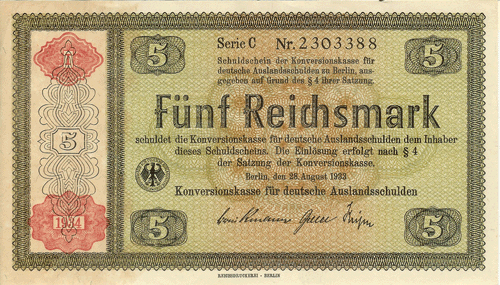 5 Serie C Nr. 2303388 5
Schuldschein der Konversionskasse für
deutsche Auslandsschulden zu Berlin, aus-
gegeben auf Grund des § 4 ihrer Satzung.
Fünf Reichsmark
5
schuldet die Konversionskasse für deutsche Auslandsschulden dem Inhaber
dieses Schuldscheins. Die Einlösung erfolgt nach § 4
der Satzung der Konversionskasse.
Berlin, den 28. August 1933
Konversionskasse für deutsche Auslandsschulden
1934
5 5
REICHSDRUCKEREI · BERLIN